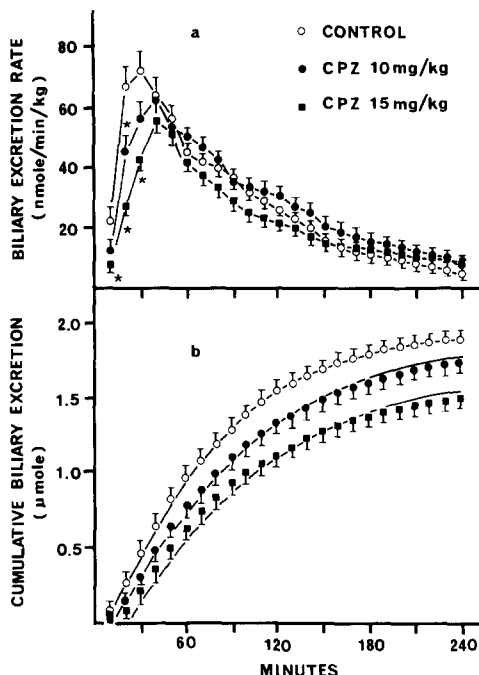 a
○ CONTROL
● CPZ 10mg/kg
■ CPZ 15mg/kg
BILIARY EXCRETION RATE
(nmole/min/kg)
80
60
40
20
*
*
*
*
b
CUMULATIVE BILIARY EXCRETION
(μmole)
2.0
1.5
1.0
0.5
60
120
180
240
MINUTES